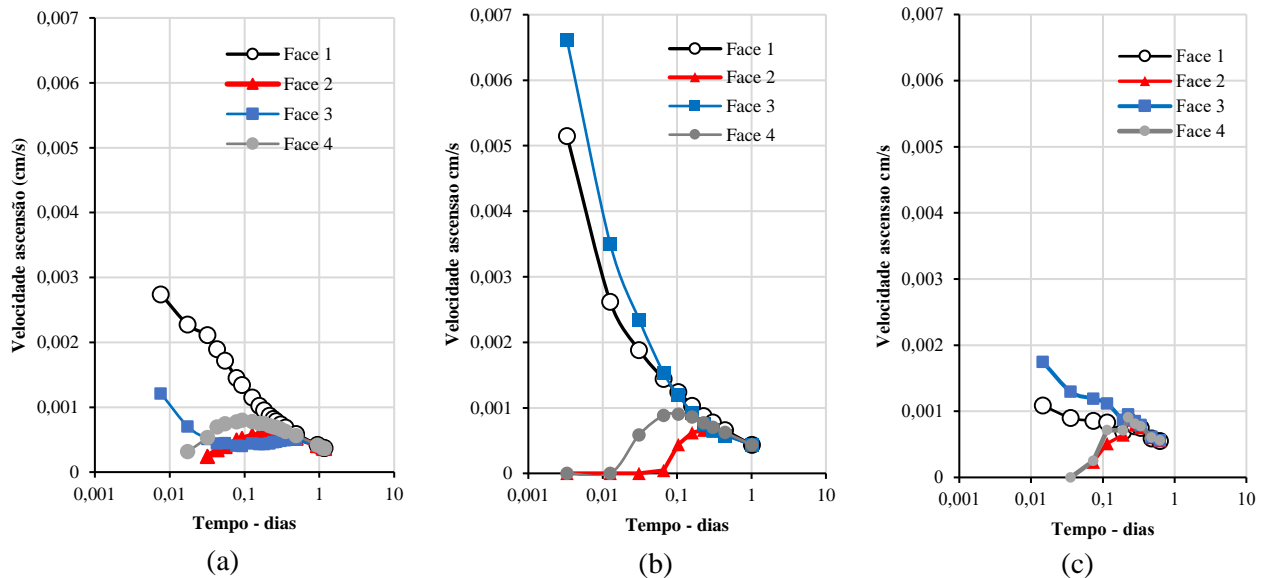 0,007
0,006
0,005
0,004
0,003
0,002
0,001
0
0,001
0,01
0,1
1
10
Velocidade ascensão (cm/s)
Tempo - dias
Face 1
Face 2
Face 3
Face 4
(a)
0,007
0,006
0,005
0,004
0,003
0,002
0,001
0
0,001
0,01
0,1
1
10
Velocidade ascensao cm/s
Tempo - dias
Face 1
Face 2
Face 3
Face 4
(b)
0,007
0,006
0,005
0,004
0,003
0,002
0,001
0
0,001
0,01
0,1
1
10
Velocidade ascensao cm/s
Tempo - dias
Face 1
Face 2
Face 3
Face 4
(c)